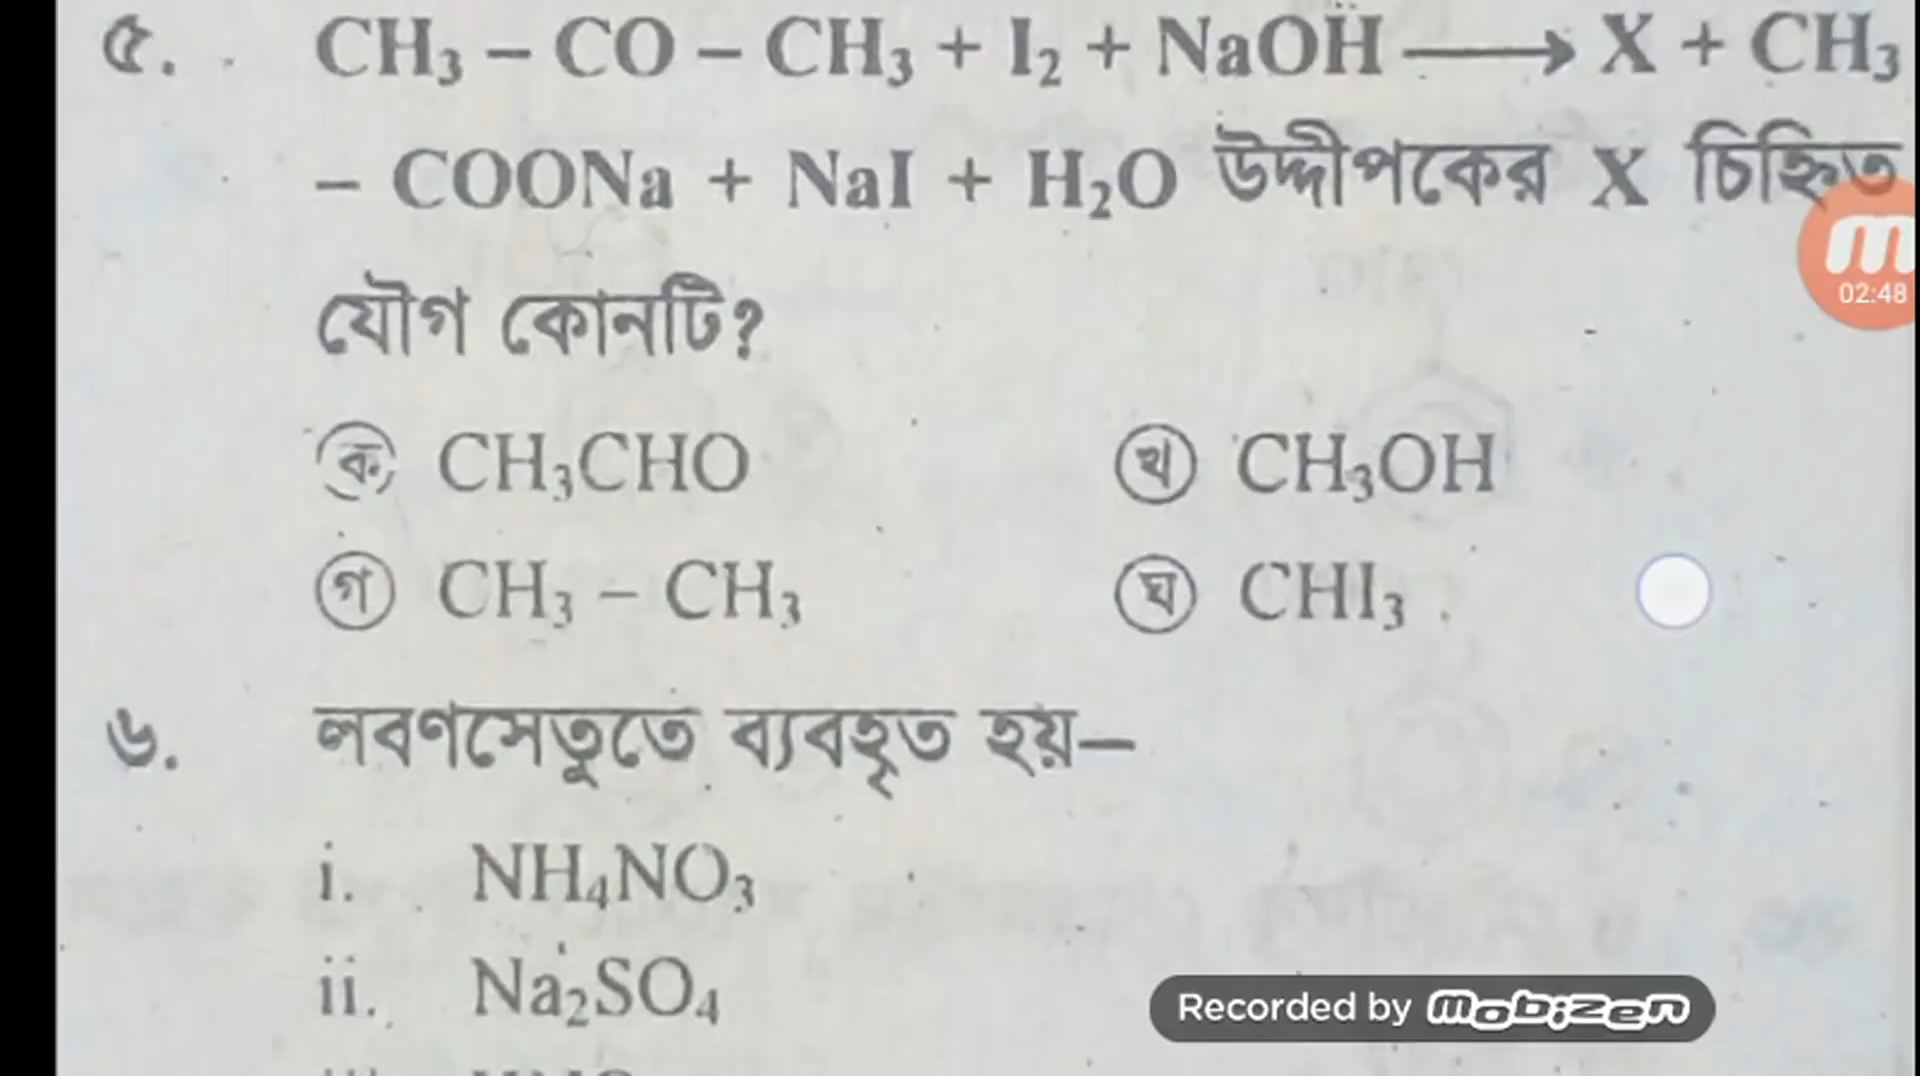 ৫. CH₃ – CO – CH₃ + I₂ + NaOH ⟶ X + CH₃
– COONa + NaI + H₂O উদ্দীপকের X চিহ্নিত
যৌগ কোনটি?
ক CH₃CHO খ CH₃OH
গ CH₃ – CH₃ ঘ CHI₃
৬. লবণসেতুতে ব্যবহৃত হয়–
i. NH₄NO₃
ii. Na₂SO₄
m
02:48
Recorded by mobizen